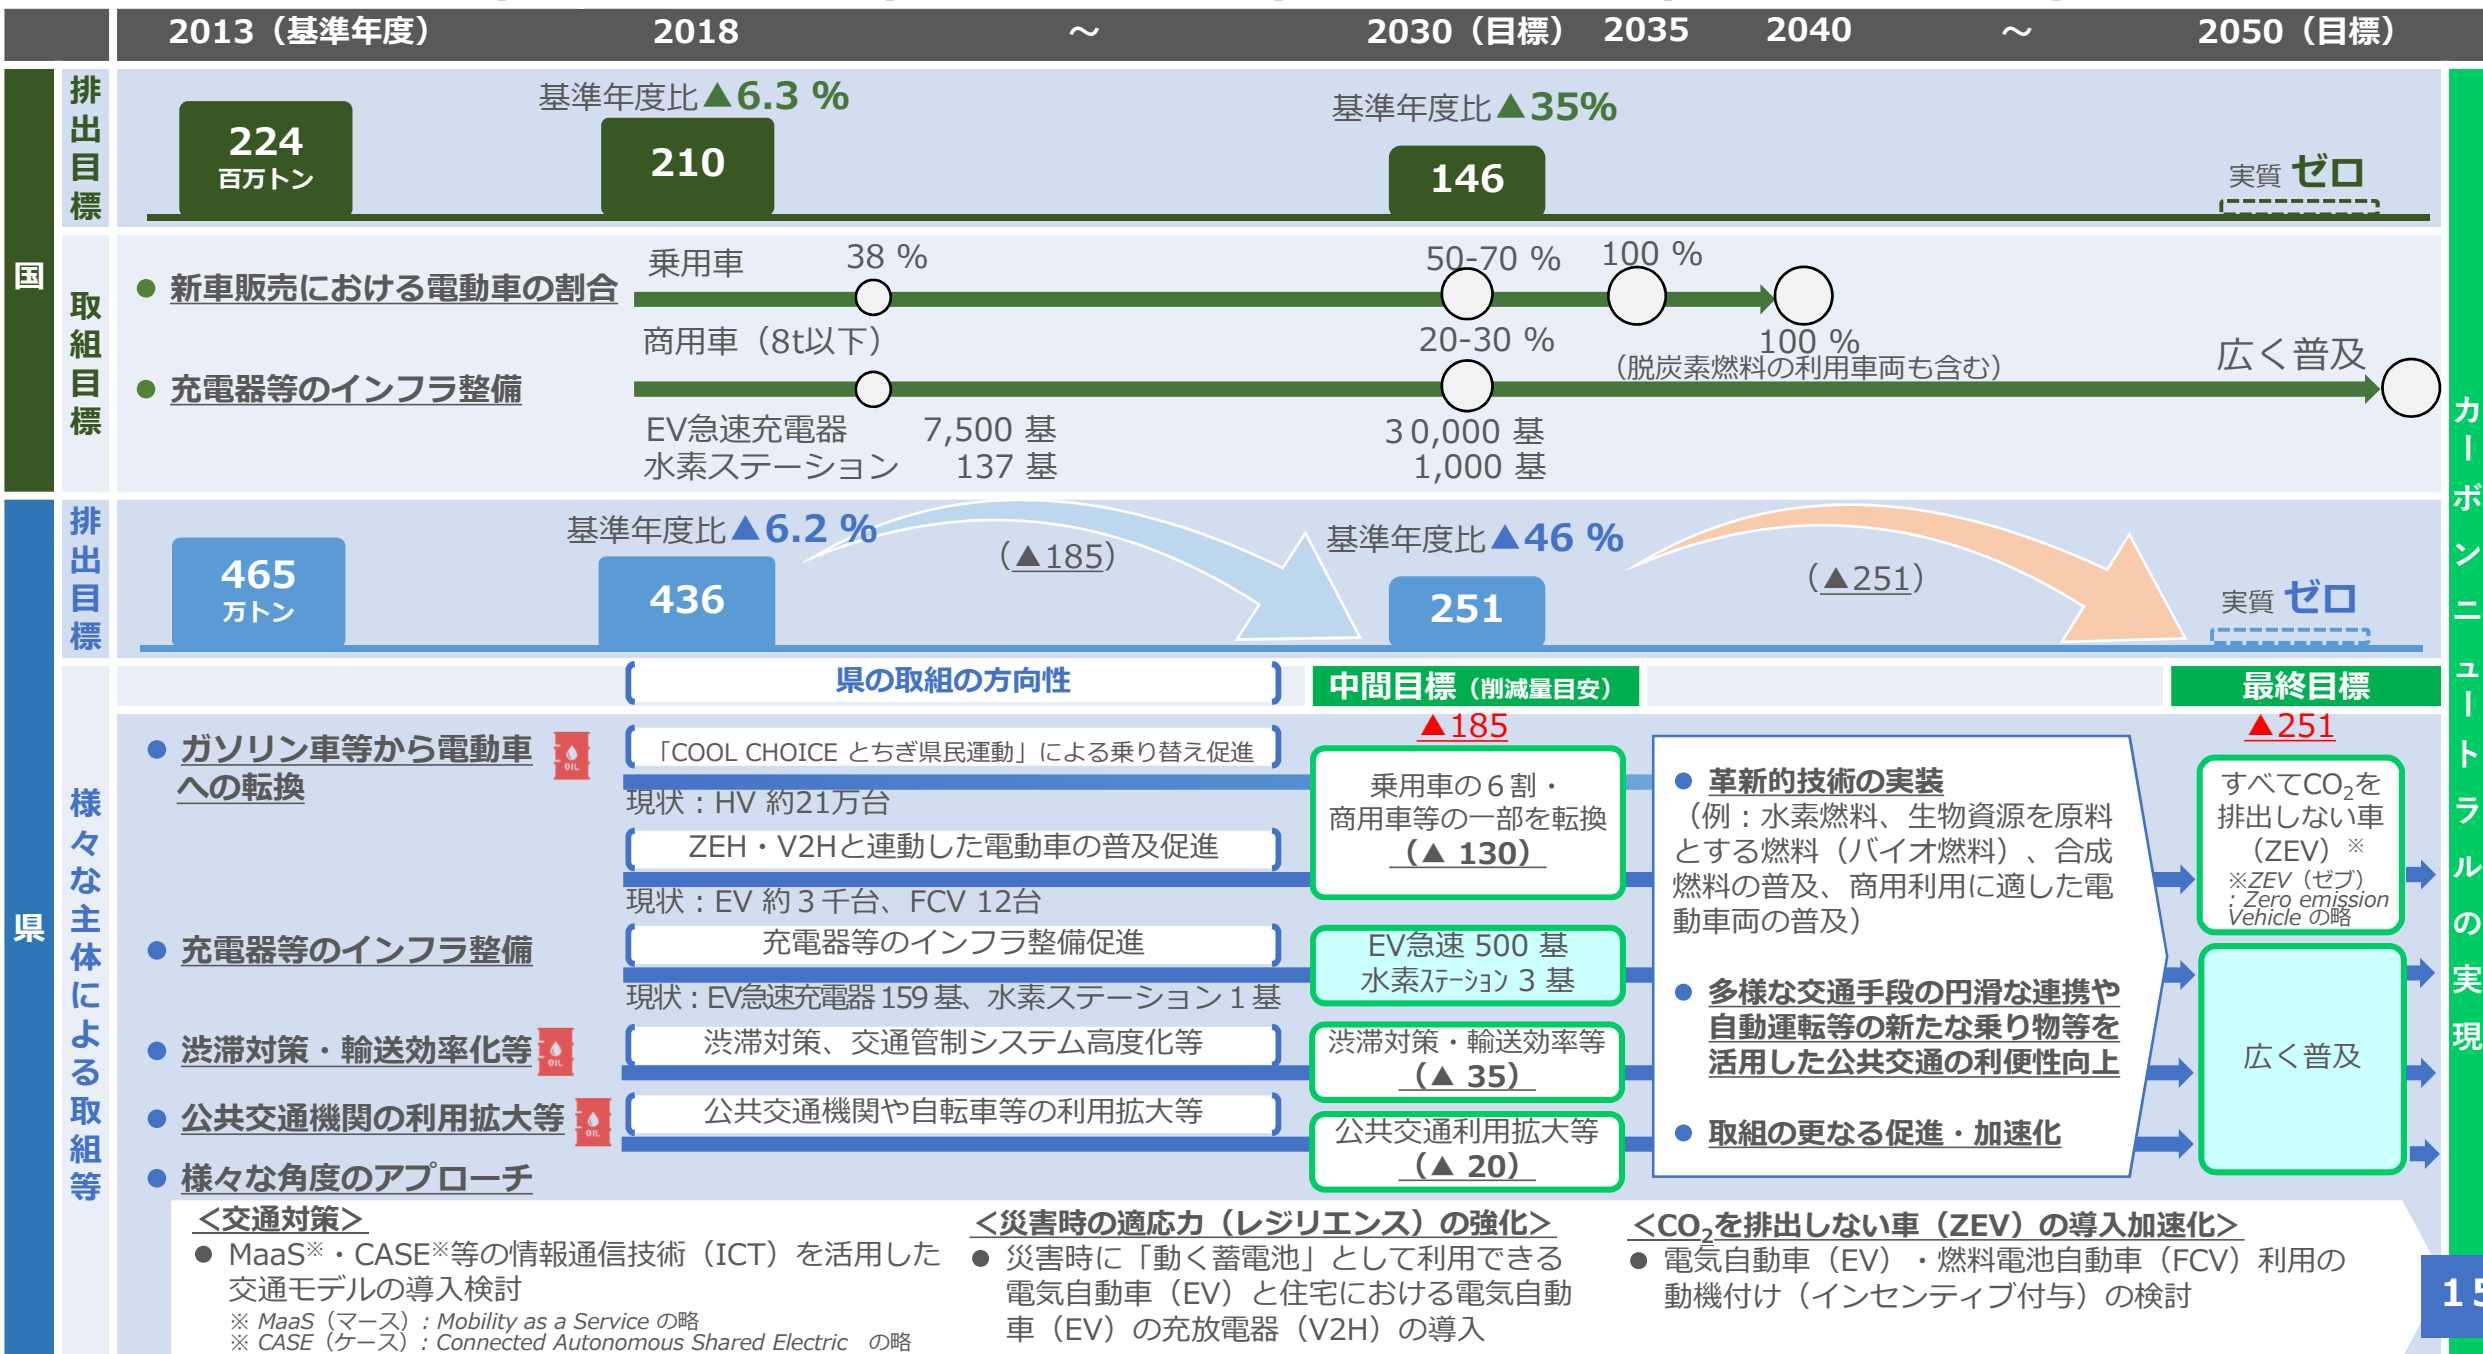 2013（基準年度） 2018 ～ 2030（目標） 2035 2040 ～ 2050（目標）
国
排出目標
基準年度比▲6.3 %
基準年度比▲35%
224
百万トン
210
146
実質 ゼロ
取組目標
● 新車販売における電動車の割合
乗用車 38 % 50-70 % 100 %
商用車（8t以下） 20-30 % 100 %
（脱炭素燃料の利用車両も含む）
● 充電器等のインフラ整備
広く普及
EV急速充電器 7,500 基 30,000 基
水素ステーション 137 基 1,000 基
県
排出目標
基準年度比▲6.2 %
（▲185）
基準年度比▲46 %
（▲251）
465
万トン
436
251
実質 ゼロ
様々な主体による取組等
県の取組の方向性
中間目標（削減量目安）
最終目標
▲185
▲251
● ガソリン車等から電動車
への転換
OIL
「COOL CHOICE とちぎ県民運動」による乗り替え促進
現状：HV 約21万台
ZEH・V2Hと連動した電動車の普及促進
現状：EV 約３千台、FCV 12台
乗用車の６割・
商用車等の一部を転換
（▲ 130）
● 充電器等のインフラ整備
充電器等のインフラ整備促進
現状：EV急速充電器 159 基、水素ステーション 1 基
EV急速 500 基
水素ｽﾃｰｼｮﾝ 3 基
● 渋滞対策・輸送効率化等
OIL
渋滞対策、交通管制システム高度化等
渋滞対策・輸送効率等
（▲ 35）
● 公共交通機関の利用拡大等
OIL
公共交通機関や自転車等の利用拡大等
公共交通利用拡大等
（▲ 20）
● 様々な角度のアプローチ
● 革新的技術の実装
（例：水素燃料、生物資源を原料
とする燃料（バイオ燃料）、合成
燃料の普及、商用利用に適した電
動車両の普及）
● 多様な交通手段の円滑な連携や
自動運転等の新たな乗り物等を
活用した公共交通の利便性向上
● 取組の更なる促進・加速化
すべてCO₂を
排出しない車
（ZEV）※
※ZEV（ゼブ）
: Zero emission
Vehicle の略
広く普及
＜交通対策＞
● MaaS※・CASE※等の情報通信技術（ICT）を活用した
交通モデルの導入検討
※ MaaS（マース）: Mobility as a Service の略
※ CASE（ケース）: Connected Autonomous Shared Electric の略
＜災害時の適応力（レジリエンス）の強化＞
● 災害時に「動く蓄電池」として利用できる
電気自動車（EV）と住宅における電気自動
車（EV）の充放電器（V2H）の導入
＜CO₂を排出しない車（ZEV）の導入加速化＞
● 電気自動車（EV）・燃料電池自動車（FCV）利用の
動機付け（インセンティブ付与）の検討
カーボンニュートラルの実現
15